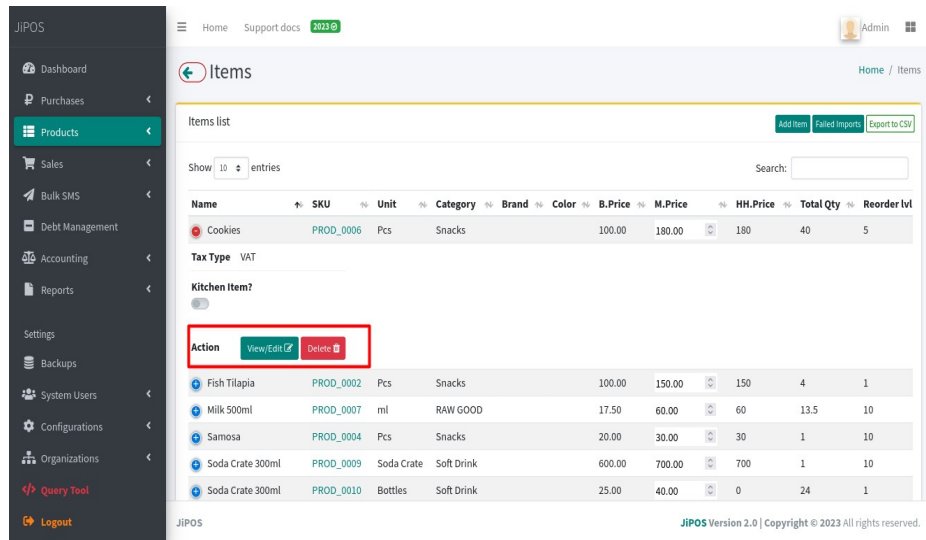 JiPOS
Home Support docs 2023
Admin
Dashboard
Purchases
Products
Sales
Bulk SMS
Debt Management
Accounting
Reports
Settings
Backups
System Users
Configurations
Organizations
</> Query Tool
Logout
Items
Home / Items
Items list
Add Item Failed Imports Export to CSV
Show 10 entries
Search:
Name SKU Unit Category Brand Color B.Price M.Price HH.Price Total Qty Reorder lvl
Cookies PROD_0006 Pcs Snacks 100.00 180.00 180 40 5
Tax Type VAT
Kitchen Item?
Action View/Edit Delete
Fish Tilapia PROD_0002 Pcs Snacks 100.00 150.00 150 4 1
Milk 500ml PROD_0007 ml RAW GOOD 17.50 60.00 60 13.5 10
Samosa PROD_0004 Pcs Snacks 20.00 30.00 30 1 10
Soda Crate 300ml PROD_0009 Soda Crate Soft Drink 600.00 700.00 700 1 10
Soda Crate 300ml PROD_0010 Bottles Soft Drink 25.00 40.00 0 24 1
JiPOS
JiPOS Version 2.0 | Copyright © 2023 All rights reserved.